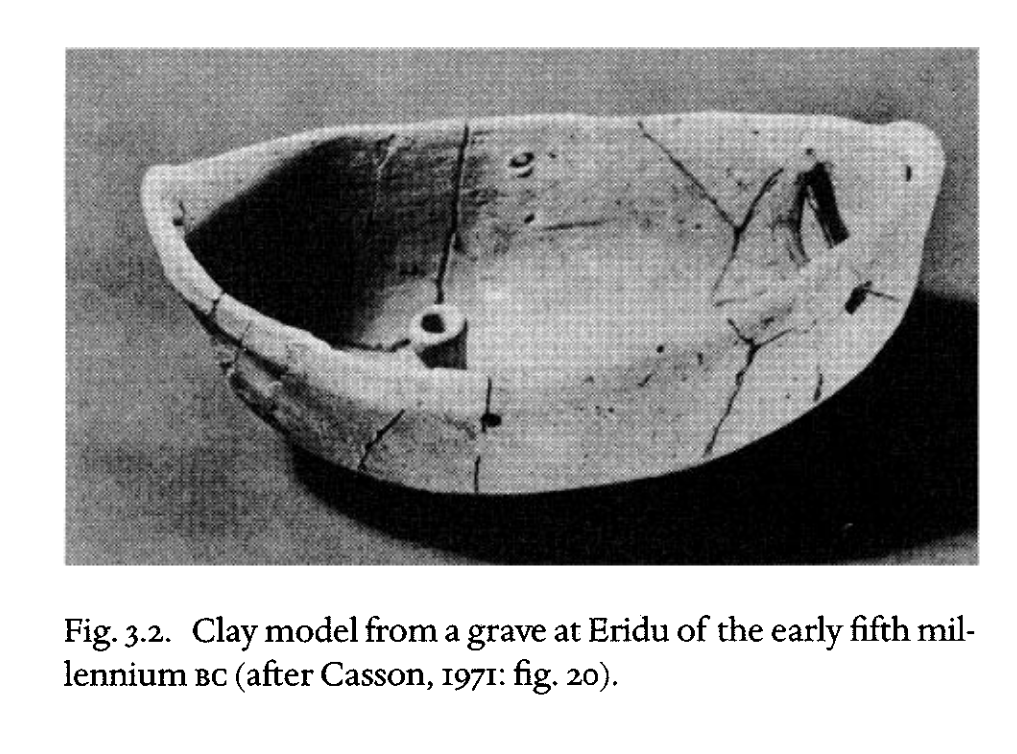 Fig. 3.2. Clay model from a grave at Eridu of the early fifth mil-
lennium BC (after Casson, 1971: fig. 20).